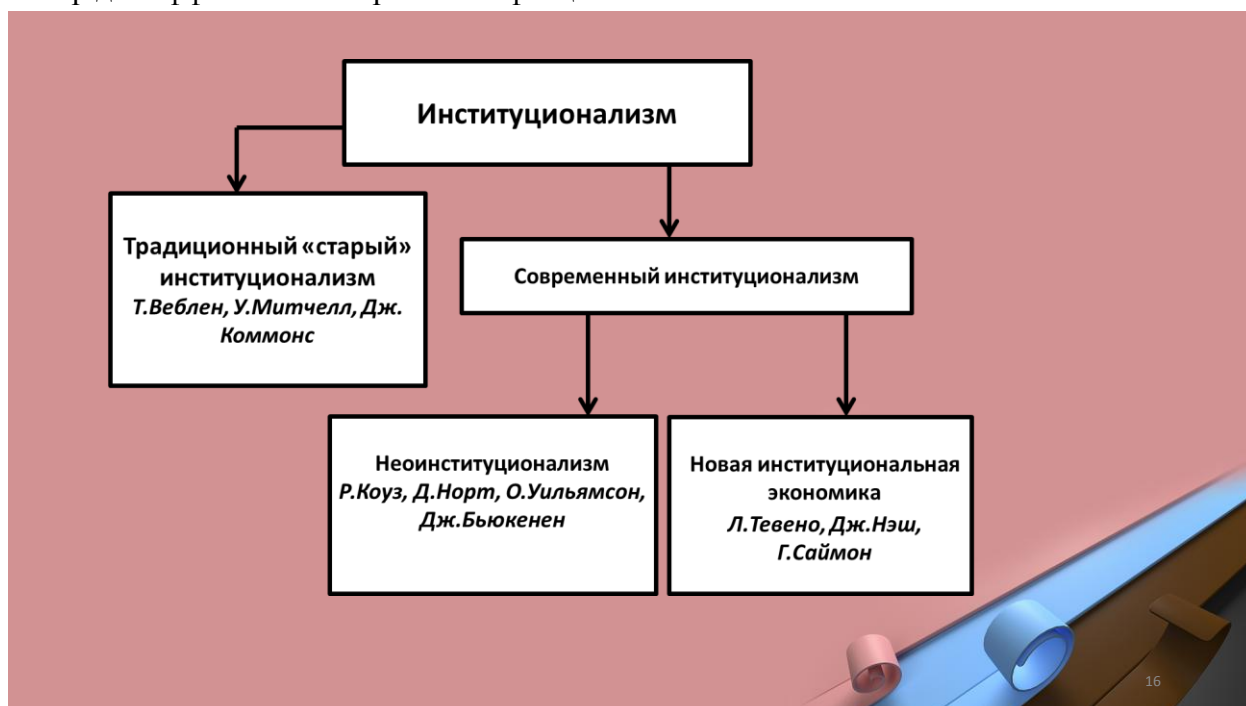 Институционализм
Традиционный «старый»
институционализм
Т.Веблен, У.Митчелл, Дж.
Коммонс
Современный институционализм
Неоинституционализм
Р.Коуз, Д.Норт, О.Уильямсон,
Дж.Бьюкенен
Новая институциональная
экономика
Л.Тевено, Дж.Нэш,
Г.Саймон
16